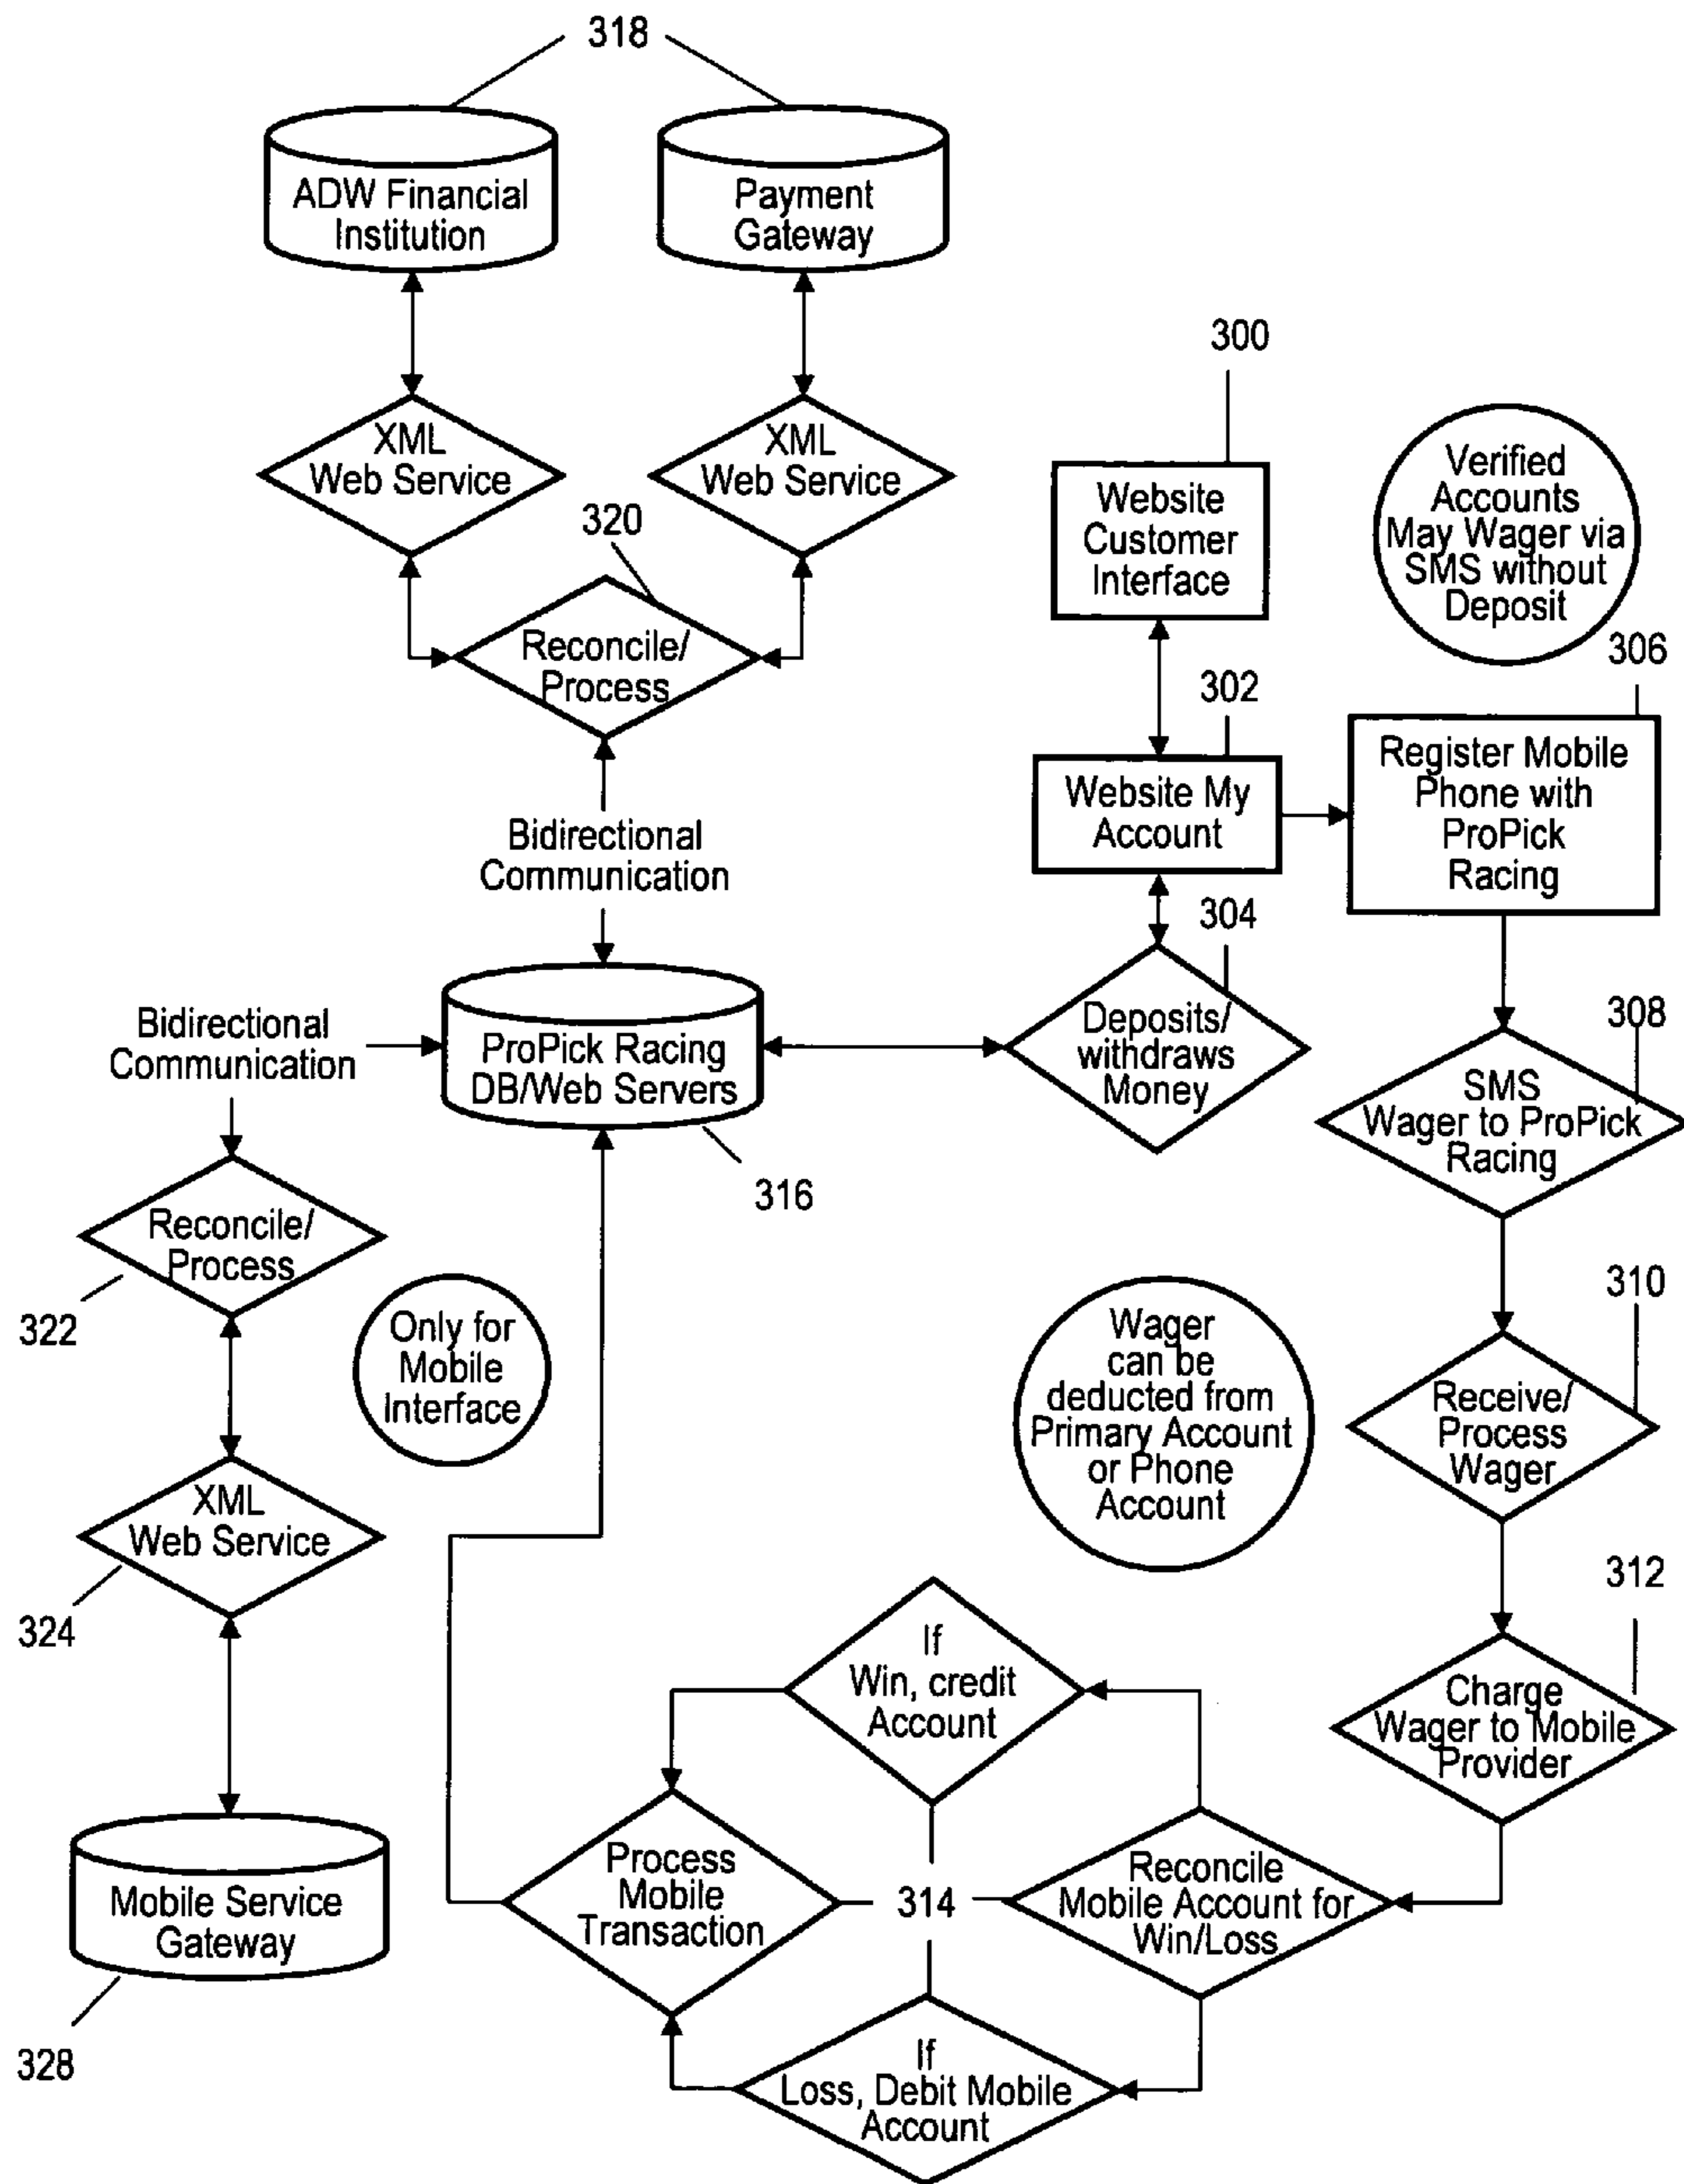 318
ADW Financial
Institution
Payment
Gateway
XML
Web Service
XML
Web Service
320
Reconcile/
Process
300
Website
Customer
Interface
Verified
Accounts
May Wager via
SMS without
Deposit
302
306
Website My
Account
Register Mobile
Phone with
ProPick
Racing
Bidirectional
Communication
304
Deposits/
withdraws
Money
Bidirectional
Communication
ProPick Racing
DB/Web Servers
316
308
SMS
Wager to ProPick
Racing
Reconcile/
Process
322
Only for
Mobile
Interface
Wager
can be
deducted from
Primary Account
or Phone
Account
310
Receive/
Process
Wager
XML
Web Service
324
312
Charge
Wager to Mobile
Provider
If
Win, credit
Account
Process
Mobile
Transaction
314
Reconcile
Mobile Account for
Win/Loss
Mobile Service
Gateway
328
If
Loss, Debit Mobile
Account